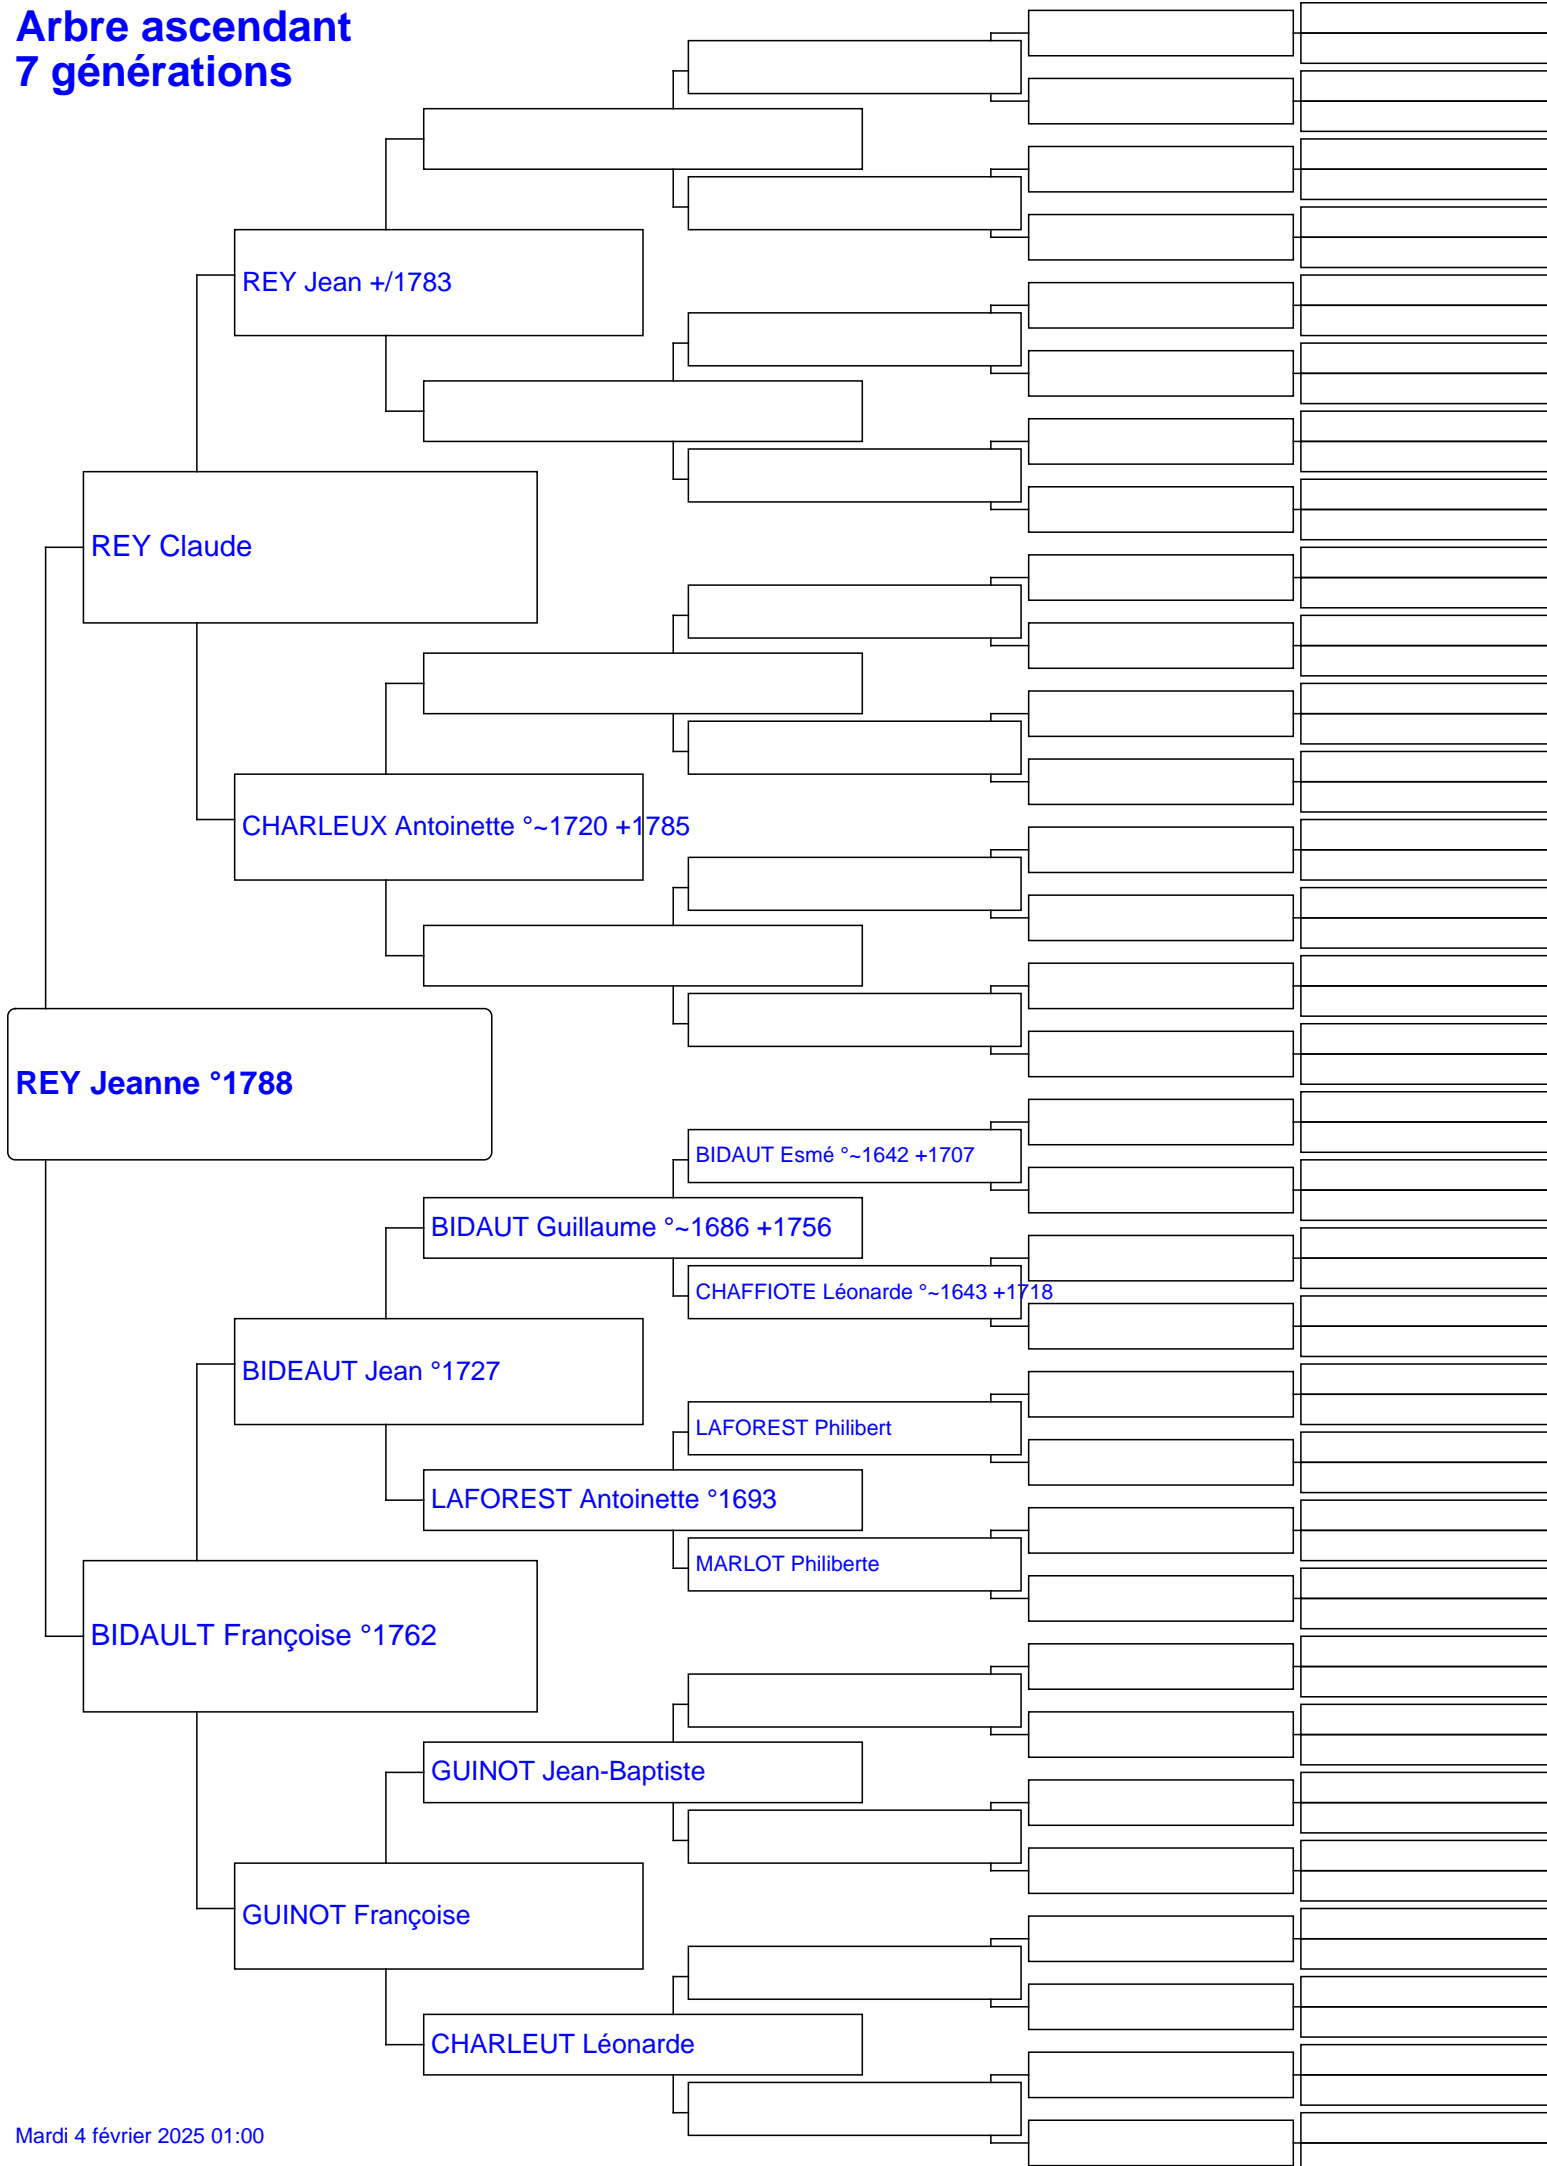 Arbre ascendant
7 générations
REY Jean +/1783
REY Claude
CHARLEUX Antoinette °~1720 +1785
REY Jeanne °1788
BIDAUT Esmé °~1642 +1707
BIDAUT Guillaume °~1686 +1756
CHAFFIOTE Léonarde °~1643 +1718
BIDEAUT Jean °1727
LAFOREST Philibert
LAFOREST Antoinette °1693
MARLOT Philiberte
BIDAULT Françoise °1762
GUINOT Jean-Baptiste
GUINOT Françoise
CHARLEUT Léonarde
Mardi 4 février 2025 01:00